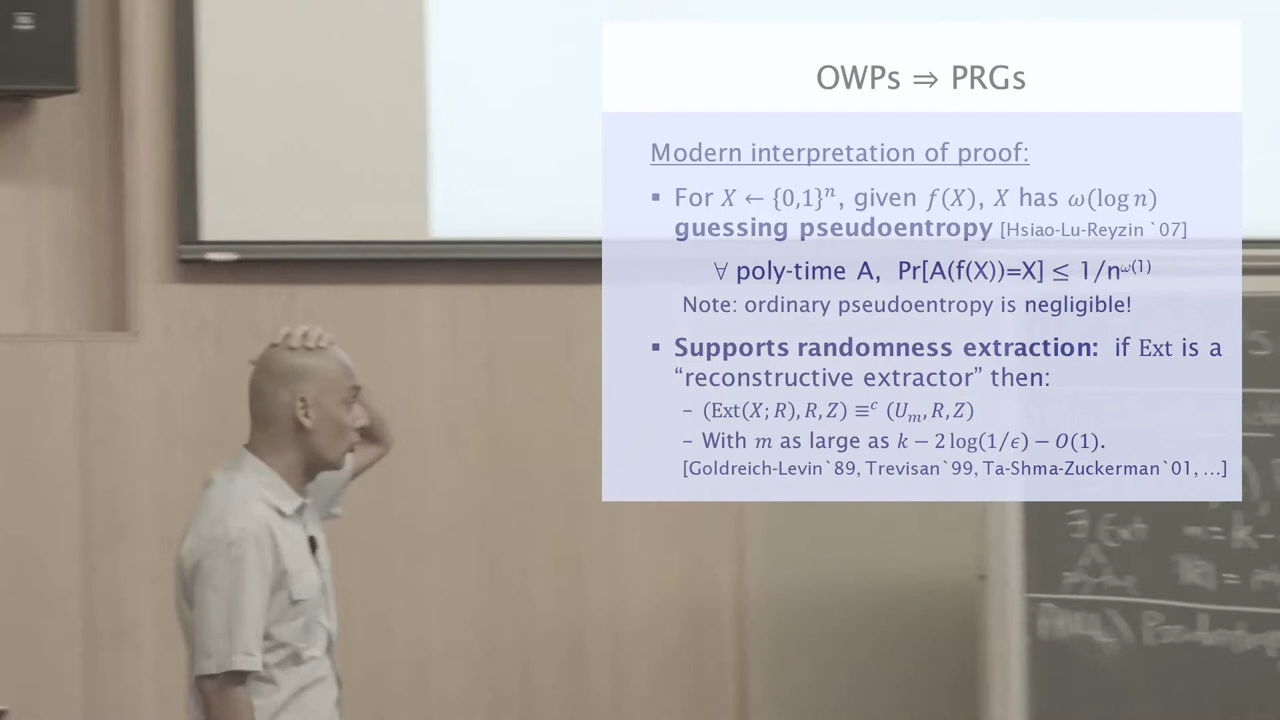 OWPs ⇒ PRGs
Modern interpretation of proof:
▪ For X ← {0,1}ⁿ, given f(X), X has ω(log n)
guessing pseudoentropy [Hsiao-Lu-Reyzin `07]
∀ poly-time A, Pr[A(f(X))=X] ≤ 1/n^ω(1)
Note: ordinary pseudoentropy is negligible!
▪ Supports randomness extraction: if Ext is a
“reconstructive extractor” then:
– (Ext(X; R), R, Z) ≡ᶜ (Uₘ, R, Z)
– With m as large as k − 2 log(1/ϵ) − O(1).
[Goldreich-Levin`89, Trevisan`99, Ta-Shma-Zuckerman`01, …]
∃ Ext